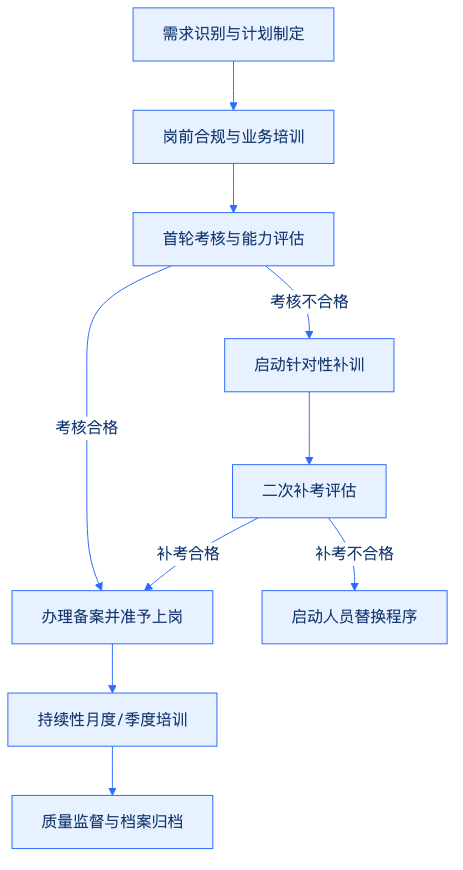 需求识别与计划制定
岗前合规与业务培训
首轮考核与能力评估
考核不合格
启动针对性补训
考核合格
二次补考评估
补考合格
补考不合格
办理备案并准予上岗
启动人员替换程序
持续性月度/季度培训
质量监督与档案归档